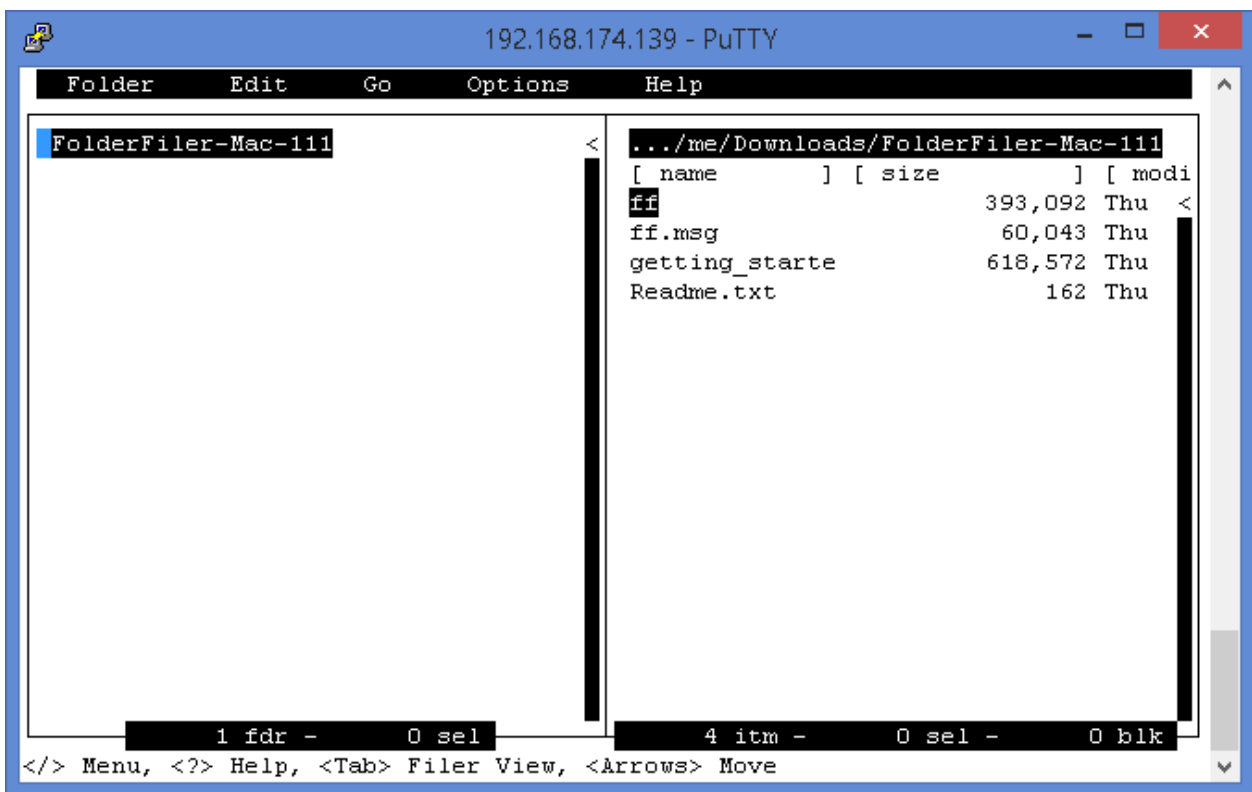 192.168.174.139 - PuTTY
Folder Edit Go Options Help
FolderFiler-Mac-111 <
.../me/Downloads/FolderFiler-Mac-111
[ name ] [ size ] [ modi
ff 393,092 Thu <
ff.msg 60,043 Thu
getting_starte 618,572 Thu
Readme.txt 162 Thu
1 fdr - 0 sel
4 itm - 0 sel - 0 blk
</> Menu, <?> Help, <Tab> Filer View, <Arrows> Move